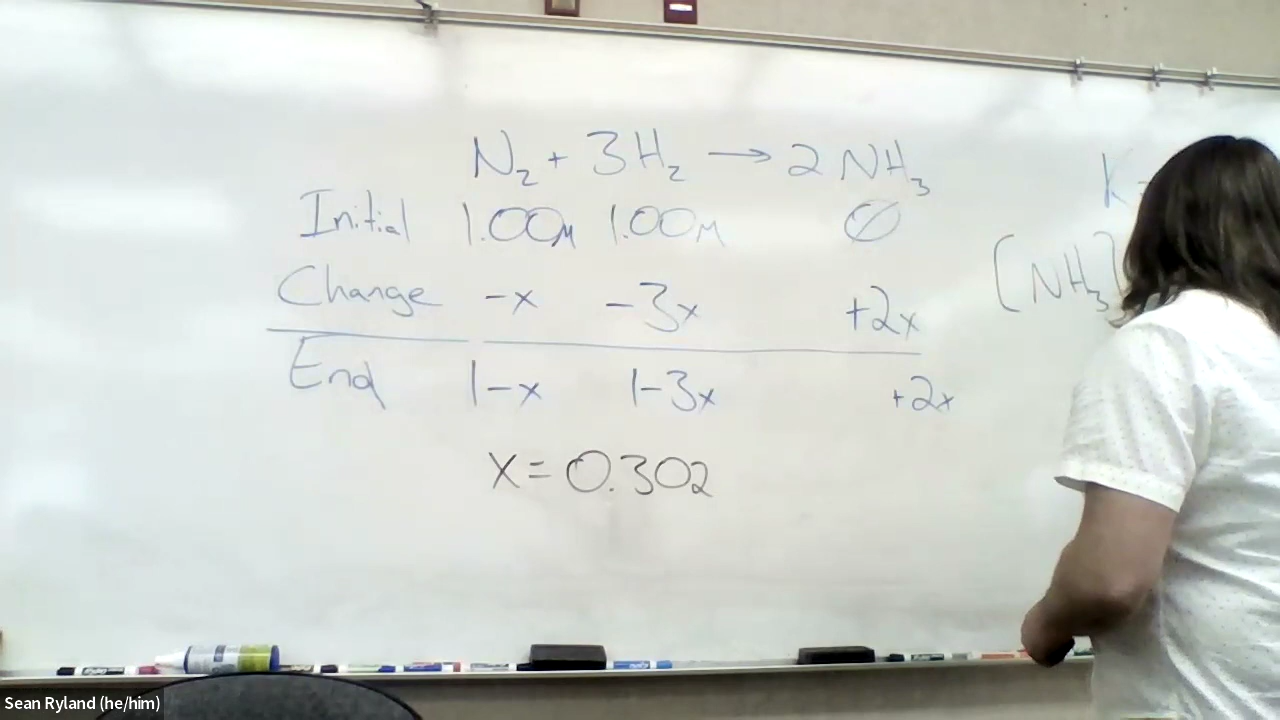 N₂ + 3H₂ → 2 NH₃
Initial 1.00M 1.00M ∅
Change -x -3x +2x
End 1-x 1-3x +2x
x = 0.302
K =
[NH₃]
Sean Ryland (he/him)